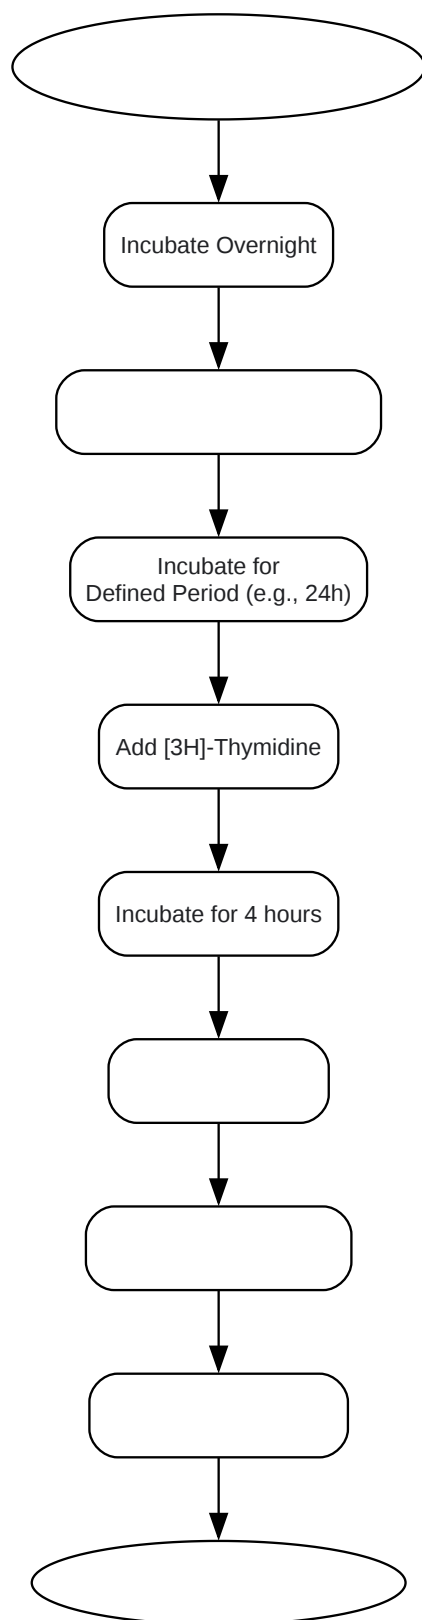 Incubate Overnight
Incubate for
Defined Period (e.g., 24h)
Add [3H]-Thymidine
Incubate for 4 hours